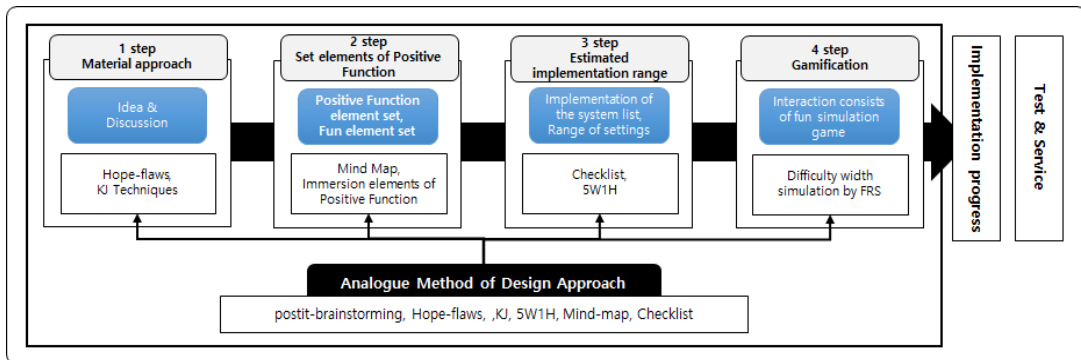 1 step
Material approach
Idea &
Discussion
Hope-flaws,
KJ Techniques
2 step
Set elements of Positive
Function
Positive Function
element set,
Fun element set
Mind Map,
Immersion elements of
Positive Function
3 step
Estimated
implementation range
Implementation of
the system list,
Range of settings
Checklist,
5W1H
4 step
Gamification
Interaction consists
of fun simulation
game
Difficulty width
simulation by FRS
Implementation progress
Test & Service
Analogue Method of Design Approach
postit-brainstorming, Hope-flaws, ,KJ, 5W1H, Mind-map, Checklist